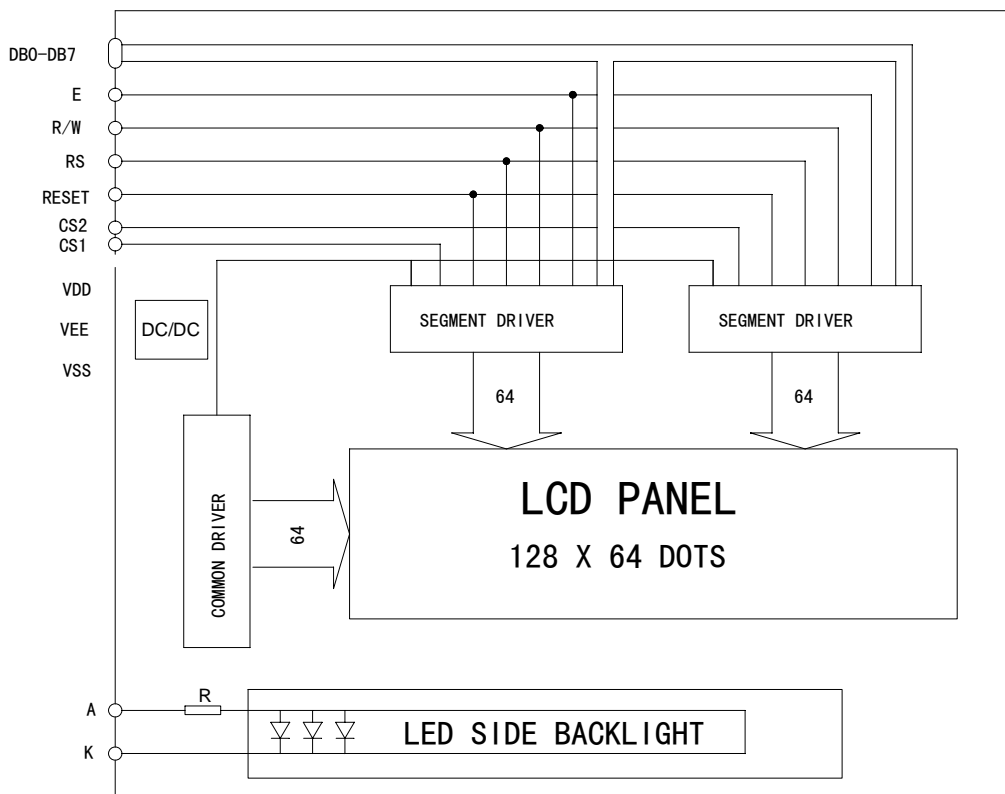 DB0-DB7
E
R/W
RS
RESET
CS2
CS1
VDD
VEE
VSS
DC/DC
SEGMENT DRIVER
SEGMENT DRIVER
64
64
COMMON DRIVER
64
LCD PANEL
128 X 64 DOTS
A
R
K
LED SIDE BACKLIGHT